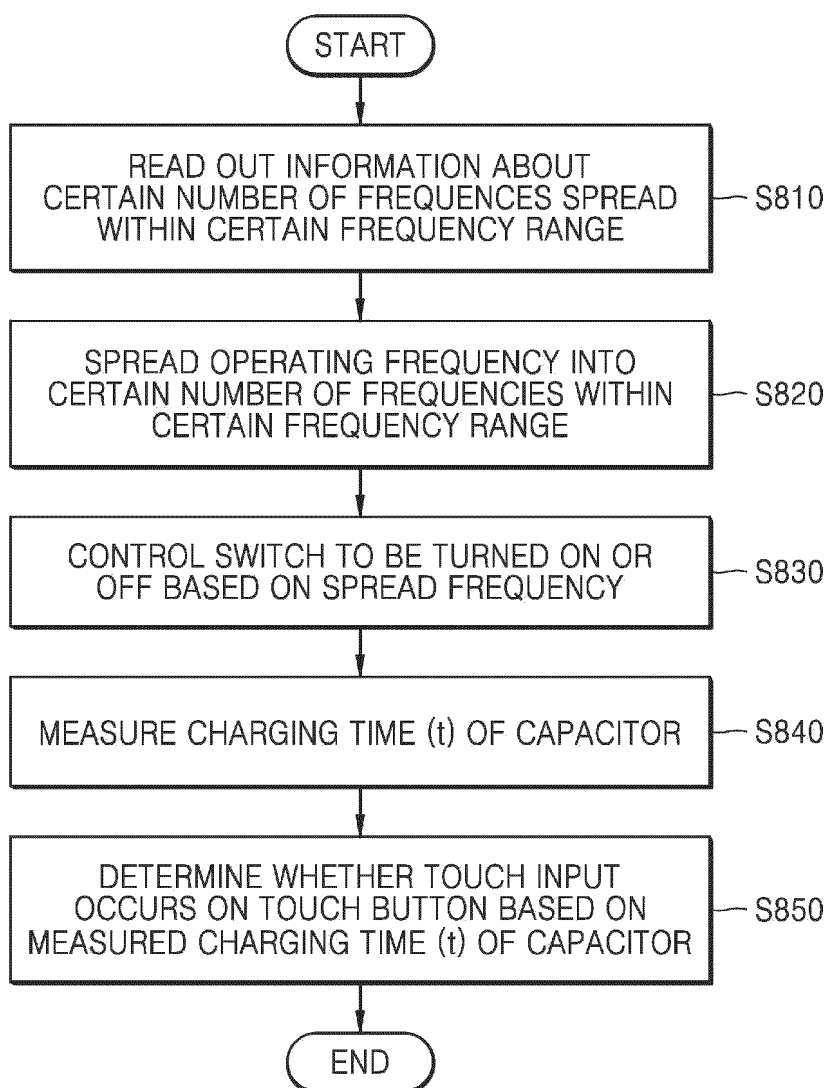 START
READ OUT INFORMATION ABOUT
CERTAIN NUMBER OF FREQUENCES SPREAD
WITHIN CERTAIN FREQUENCY RANGE
S810
SPREAD OPERATING FREQUENCY INTO
CERTAIN NUMBER OF FREQUENCIES WITHIN
CERTAIN FREQUENCY RANGE
S820
CONTROL SWITCH TO BE TURNED ON OR
OFF BASED ON SPREAD FREQUENCY
S830
MEASURE CHARGING TIME (t) OF CAPACITOR
S840
DETERMINE WHETHER TOUCH INPUT
OCCURS ON TOUCH BUTTON BASED ON
MEASURED CHARGING TIME (t) OF CAPACITOR
S850
END